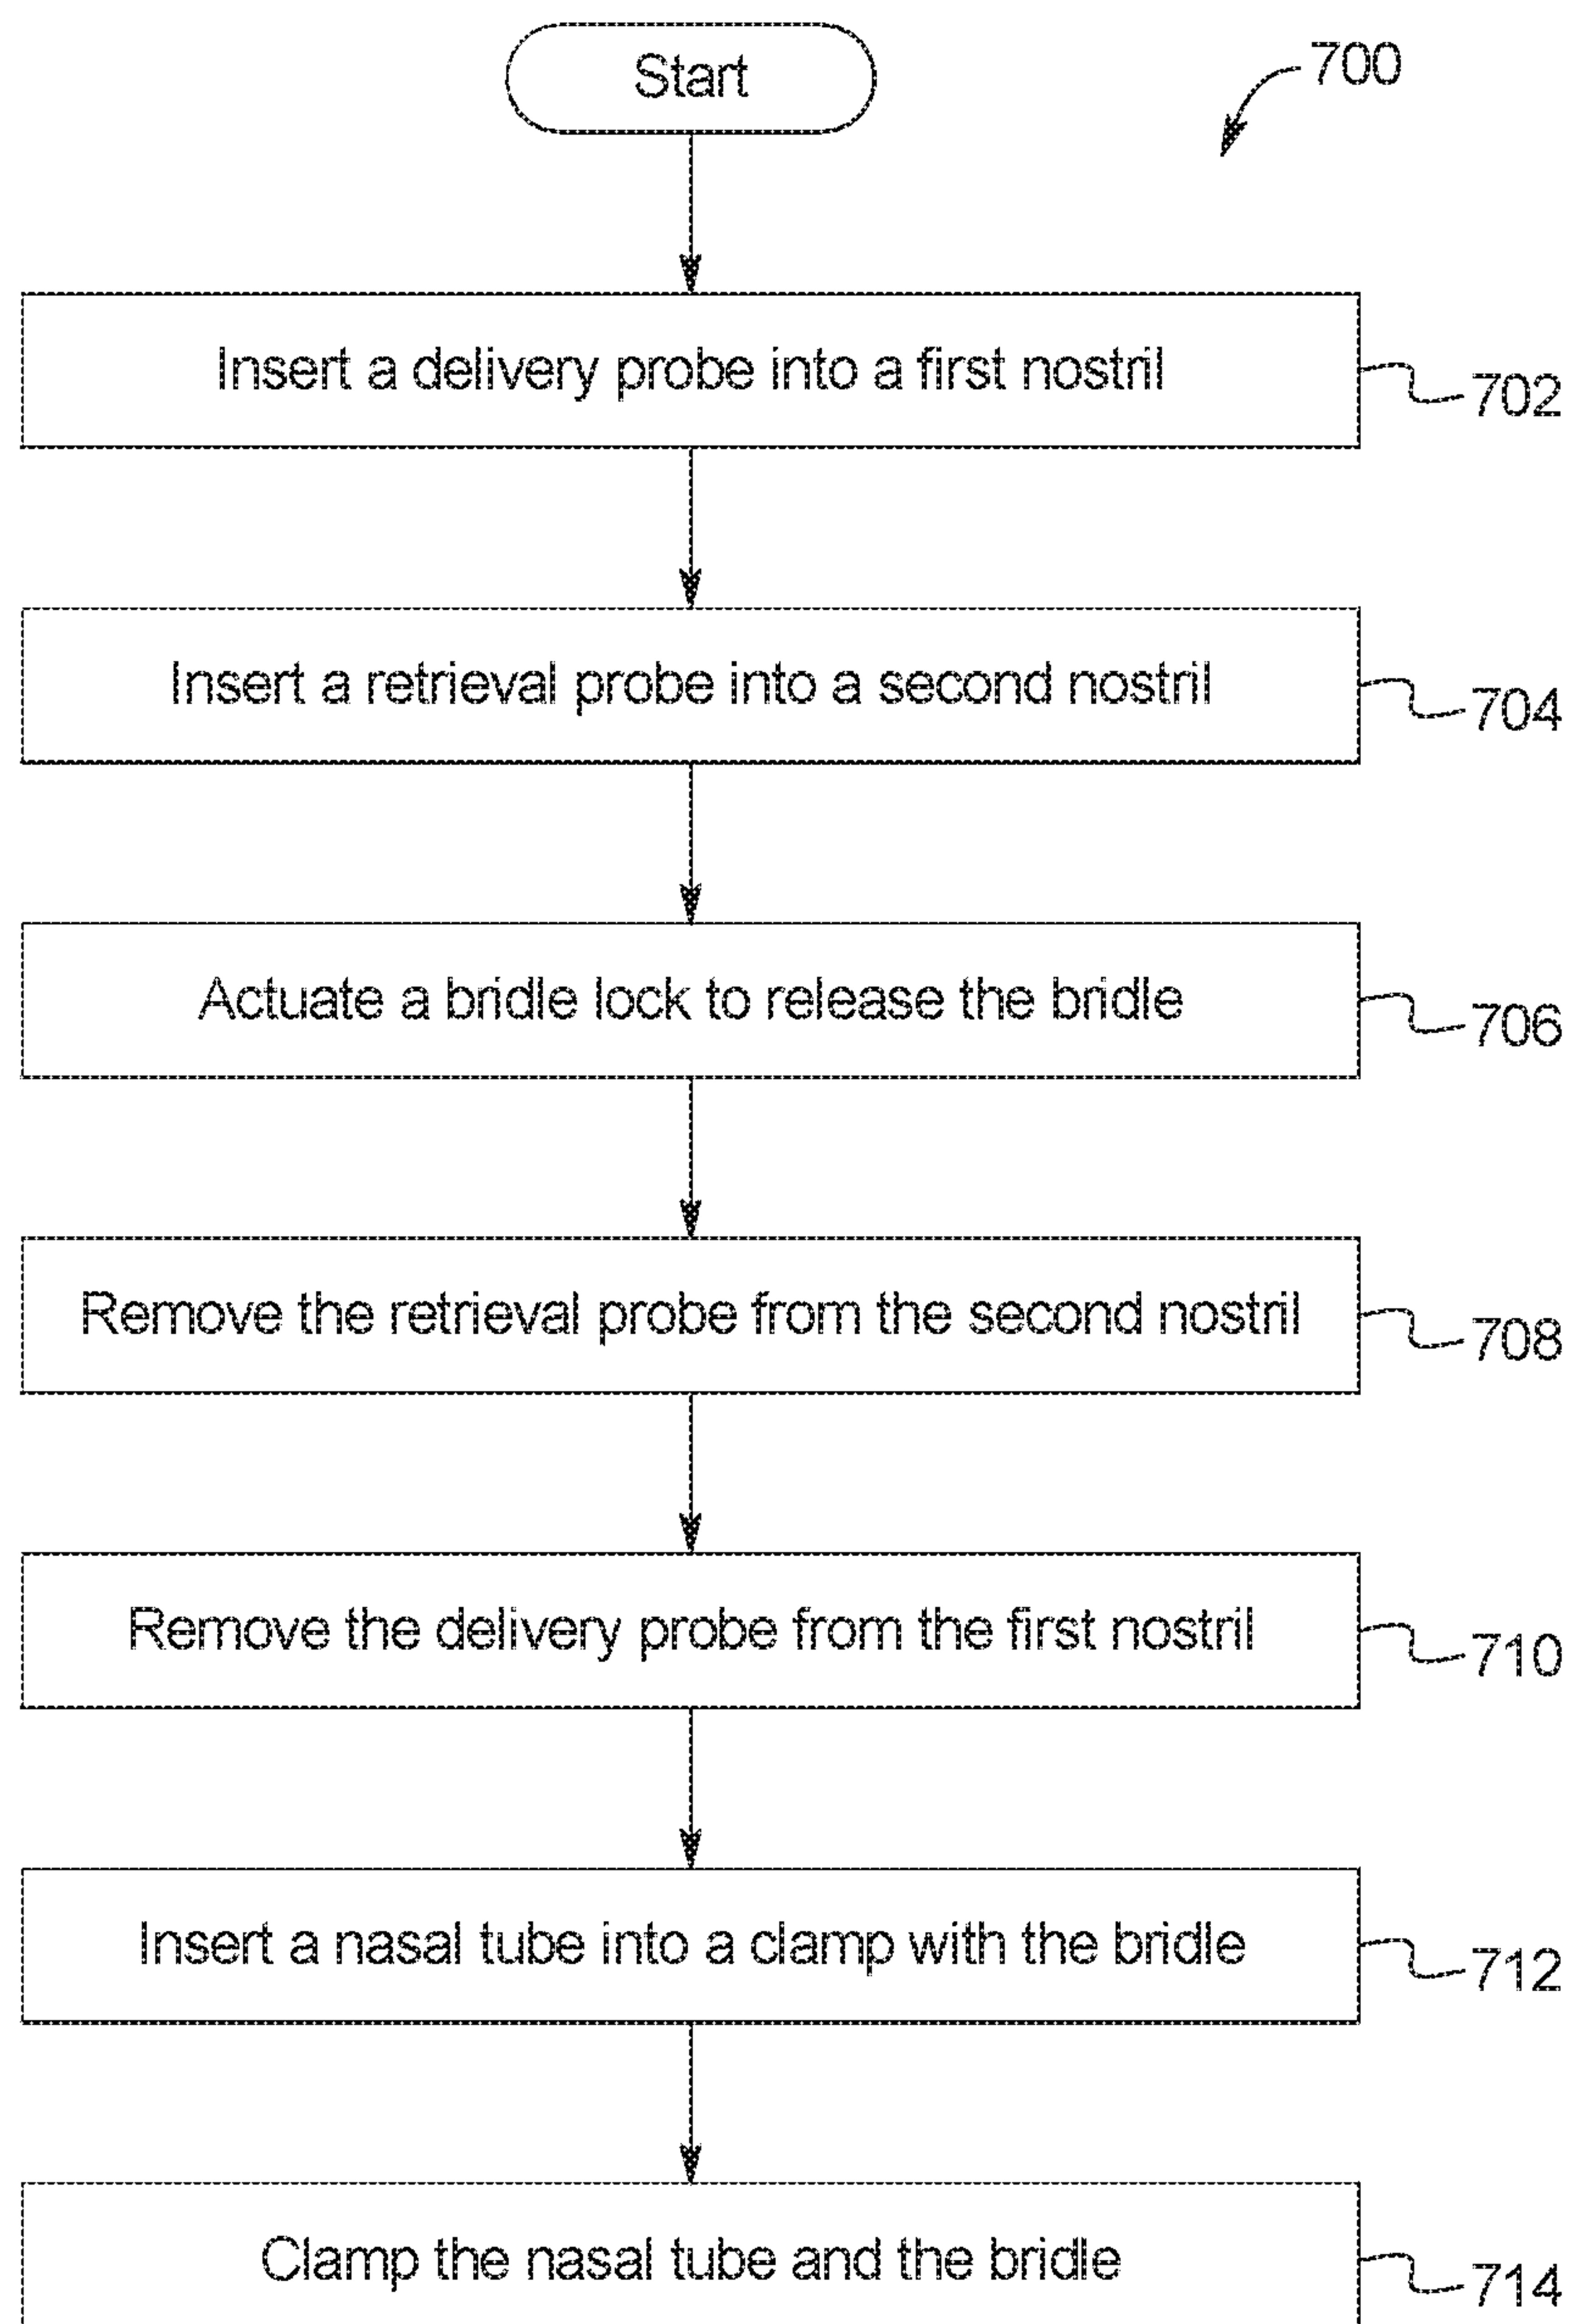 Start
700
Insert a delivery probe into a first nostril
702
Insert a retrieval probe into a second nostril
704
Actuate a bridle lock to release the bridle
706
Remove the retrieval probe from the second nostril
708
Remove the delivery probe from the first nostril
710
Insert a nasal tube into a clamp with the bridle
712
Clamp the nasal tube and the bridle
714